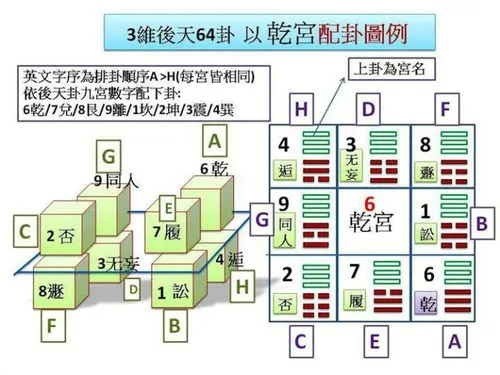 3維後天64卦 以 乾宮配卦圖例
英文字序為排卦順序A >H(每宮皆相同)
依後天卦九宮數字配下卦:
6乾/7兌/8艮/9離/1坎/2坤/3震/4巽
上卦為宮名
A
G
6乾
9同人
E
C
2否
7履
3无妄
4逅
D
H
8遯
1訟
F
B
H
D
F
4
逅
3
无妄
8
遯
G
9
同人
6
乾宮
1
訟
B
2
否
7
履
6
乾
C
E
A